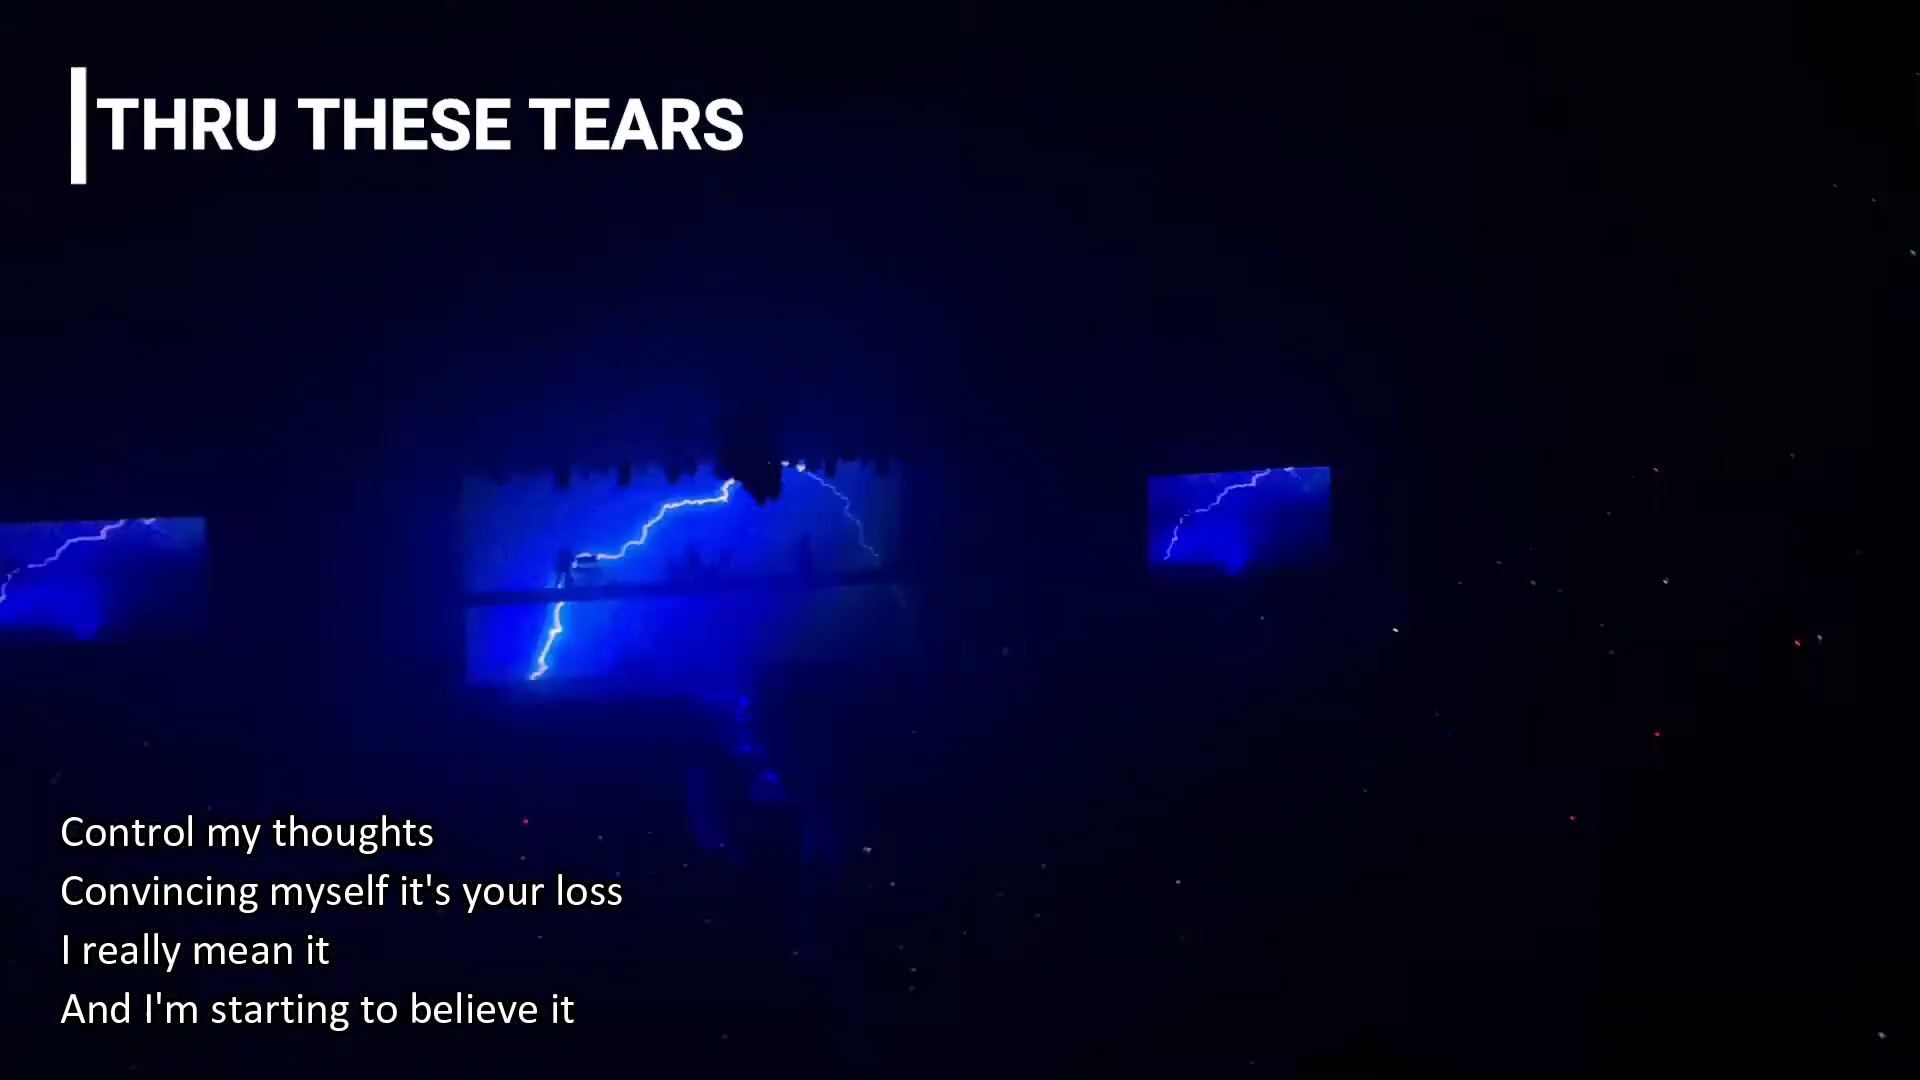 THRU THESE TEARS
Control my thoughts
Convincing myself it's your loss
I really mean it
And I'm starting to believe it